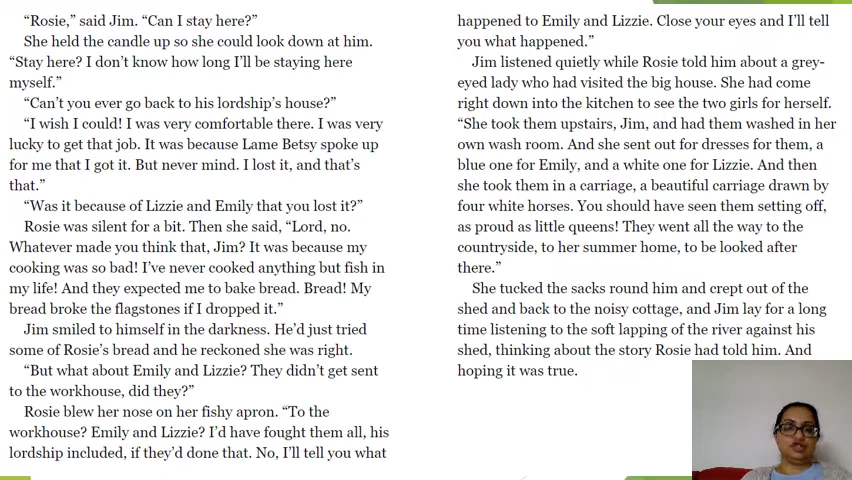 “Rosie,” said Jim. “Can I stay here?”
She held the candle up so she could look down at him.
“Stay here? I don’t know how long I’ll be staying here
myself.”
“Can’t you ever go back to his lordship’s house?”
“I wish I could! I was very comfortable there. I was very
lucky to get that job. It was because Lame Betsy spoke up
for me that I got it. But never mind. I lost it, and that’s
that.”
“Was it because of Lizzie and Emily that you lost it?”
Rosie was silent for a bit. Then she said, “Lord, no.
Whatever made you think that, Jim? It was because my
cooking was so bad! I’ve never cooked anything but fish in
my life! And they expected me to bake bread. Bread! My
bread broke the flagstones if I dropped it.”
Jim smiled to himself in the darkness. He’d just tried
some of Rosie’s bread and he reckoned she was right.
“But what about Emily and Lizzie? They didn’t get sent
to the workhouse, did they?”
Rosie blew her nose on her fishy apron. “To the
workhouse? Emily and Lizzie? I’d have fought them all, his
lordship included, if they’d done that. No, I’ll tell you what
happened to Emily and Lizzie. Close your eyes and I’ll tell
you what happened.”
Jim listened quietly while Rosie told him about a grey-
eyed lady who had visited the big house. She had come
right down into the kitchen to see the two girls for herself.
“She took them upstairs, Jim, and had them washed in her
own wash room. And she sent out for dresses for them, a
blue one for Emily, and a white one for Lizzie. And then
she took them in a carriage, a beautiful carriage drawn by
four white horses. You should have seen them setting off,
as proud as little queens! They went all the way to the
countryside, to her summer home, to be looked after
there.”
She tucked the sacks round him and crept out of the
shed and back to the noisy cottage, and Jim lay for a long
time listening to the soft lapping of the river against his
shed, thinking about the story Rosie had told him. And
hoping it was true.